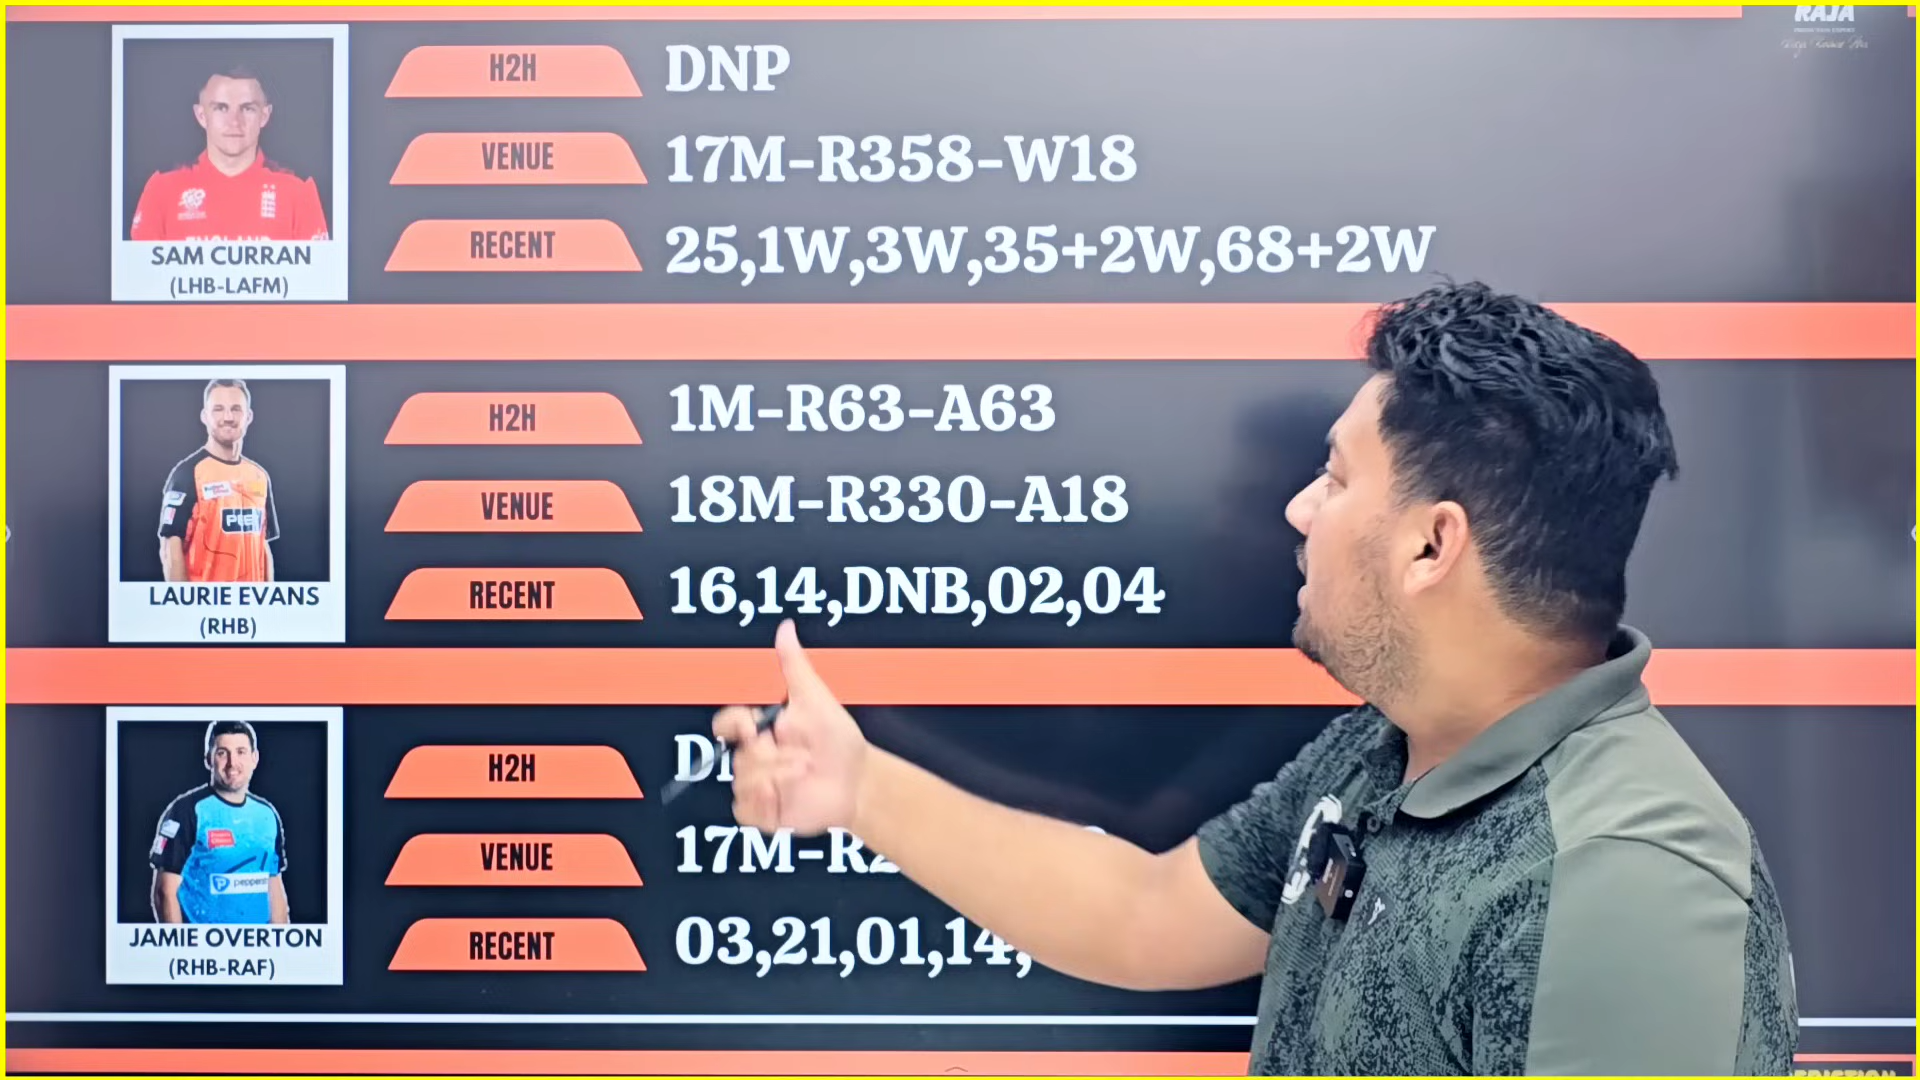 RAJA
H2H
DNP
VENUE
17M-R358-W18
RECENT
25,1W,3W,35+2W,68+2W
SAM CURRAN
(LHB-LAFM)
H2H
1M-R63-A63
VENUE
18M-R330-A18
RECENT
16,14,DNB,02,04
LAURIE EVANS
(RHB)
H2H
VENUE
17M-R2
RECENT
03,21,01,14,
JAMIE OVERTON
(RHB-RAF)